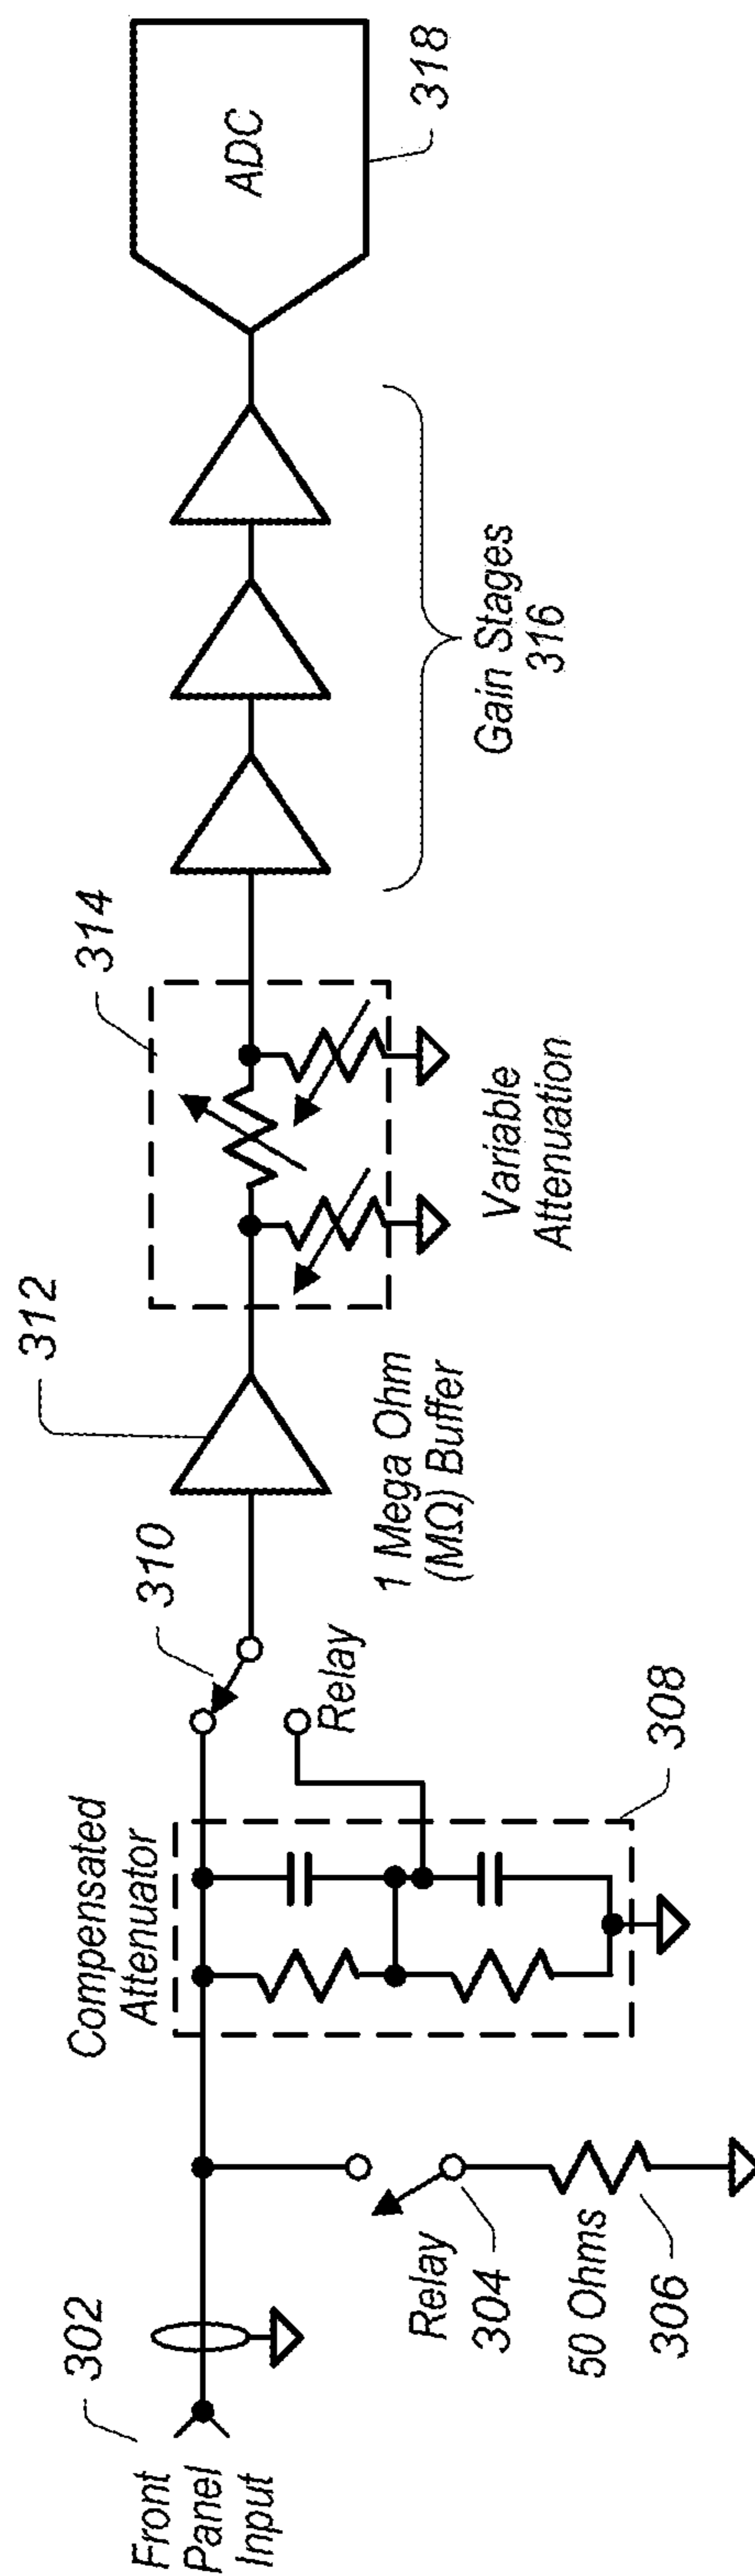 Front
Panel
Input
302
Relay
304
50 Ohms
306
Compensated
Attenuator
308
Relay
310
312
1 Mega Ohm
(MΩ) Buffer
314
Variable
Attenuation
Gain Stages
316
ADC
318